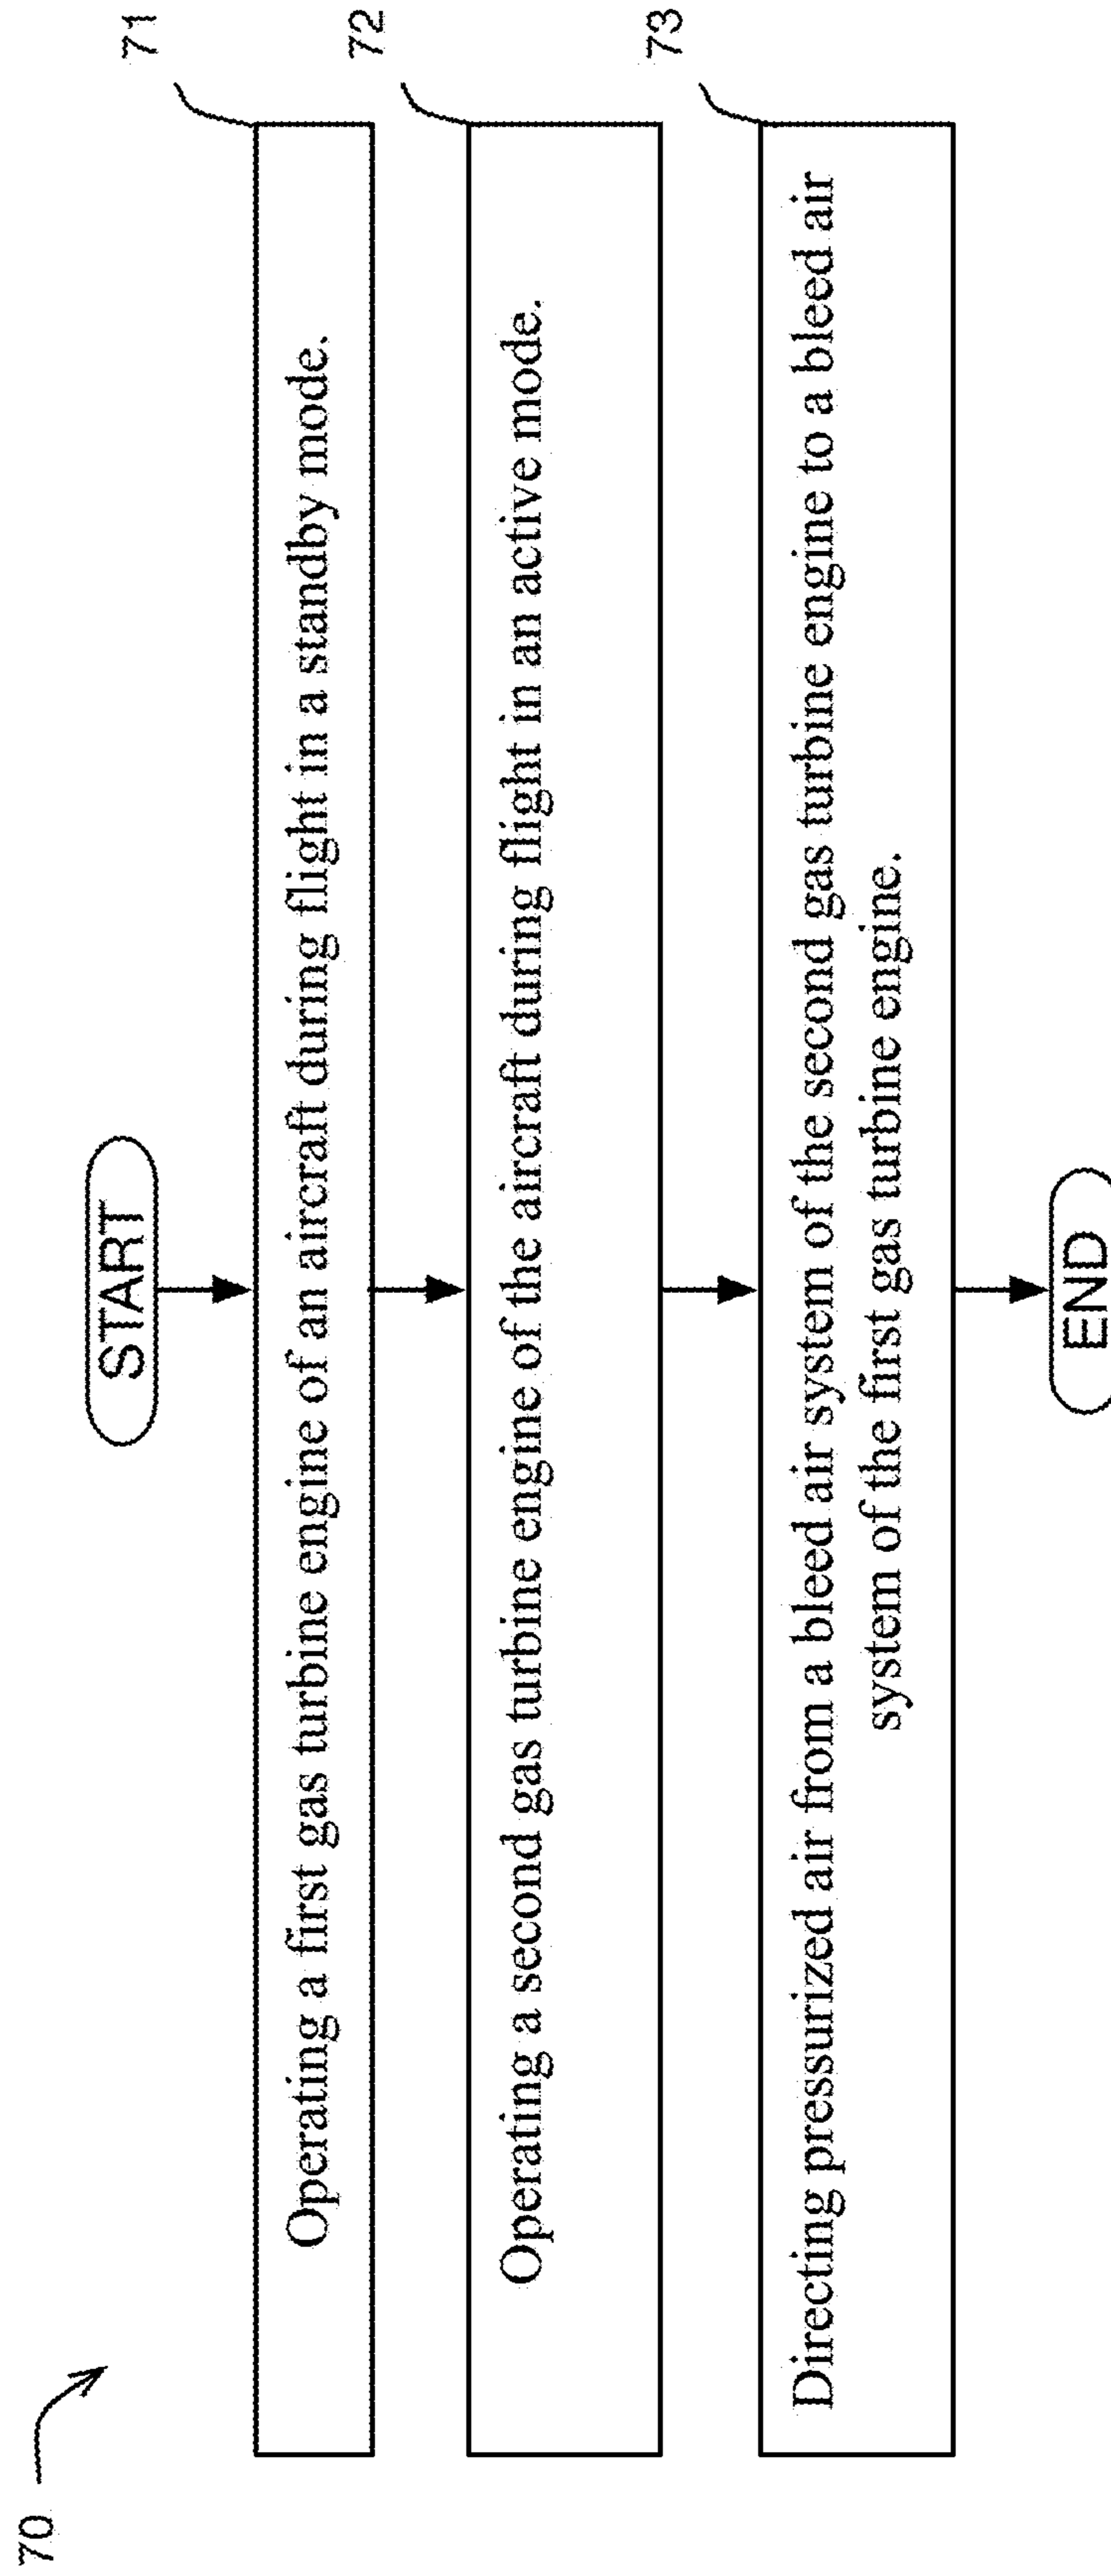 70
START
71
Operating a first gas turbine engine of an aircraft during flight in a standby mode.
72
Operating a second gas turbine engine of the aircraft during flight in an active mode.
73
Directing pressurized air from a bleed air system of the second gas turbine engine to a bleed air
system of the first gas turbine engine.
END